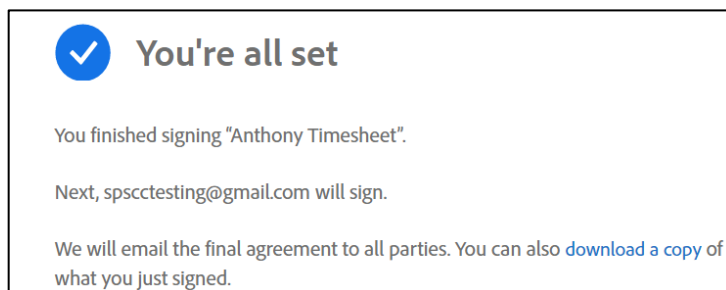 You're all set
You finished signing “Anthony Timesheet”.
Next, spscctesting@gmail.com will sign.
We will email the final agreement to all parties. You can also download a copy of
what you just signed.